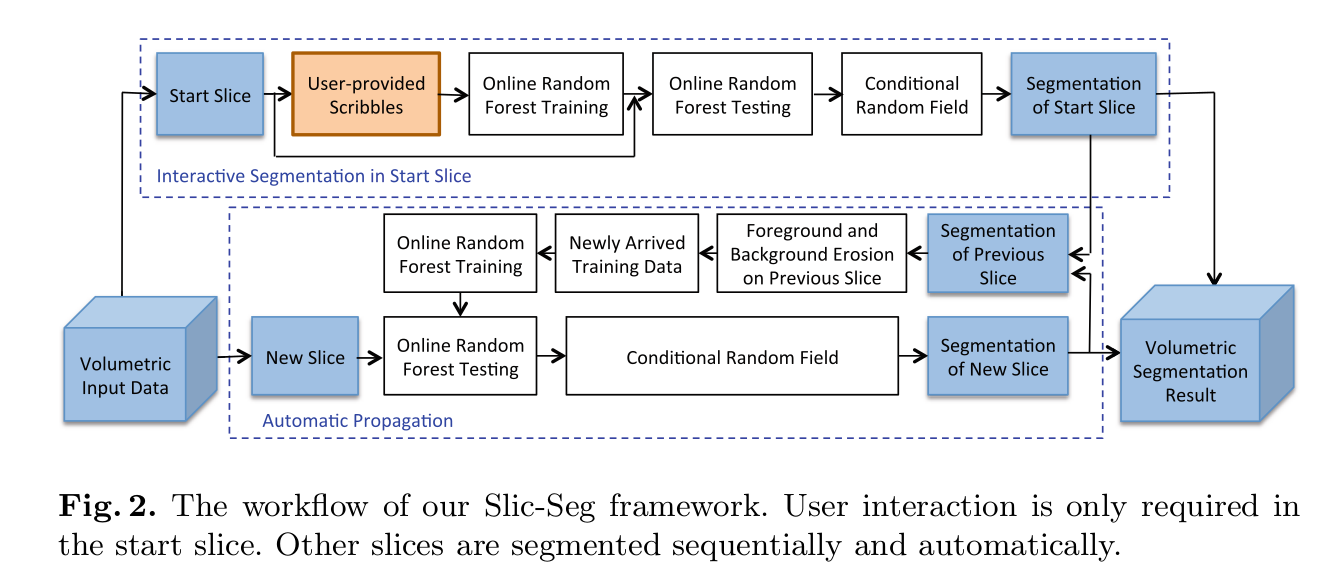 Start Slice
User-provided
Scribbles
Online Random
Forest Training
Online Random
Forest Testing
Conditional
Random Field
Segmentation
of Start Slice
Interactive Segmentation in Start Slice
Online Random
Forest Training
Newly Arrived
Training Data
Foreground and
Background Erosion
on Previous Slice
Segmentation
of Previous
Slice
Volumetric
Input Data
New Slice
Online Random
Forest Testing
Conditional Random Field
Segmentation
of New Slice
Volumetric
Segmentation
Result
Automatic Propagation
Fig. 2. The workflow of our Slic-Seg framework. User interaction is only required in
the start slice. Other slices are segmented sequentially and automatically.